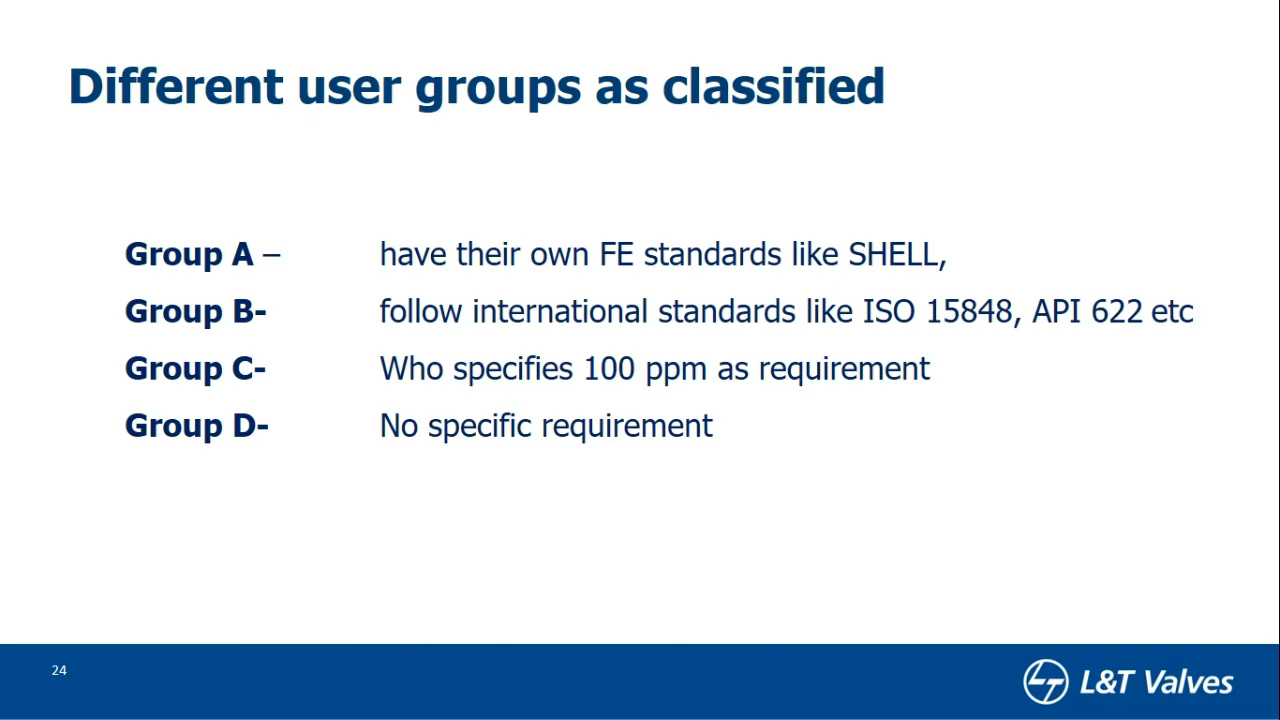 Different user groups as classified
Group A – have their own FE standards like SHELL,
Group B- follow international standards like ISO 15848, API 622 etc
Group C- Who specifies 100 ppm as requirement
Group D- No specific requirement
24
L&T Valves